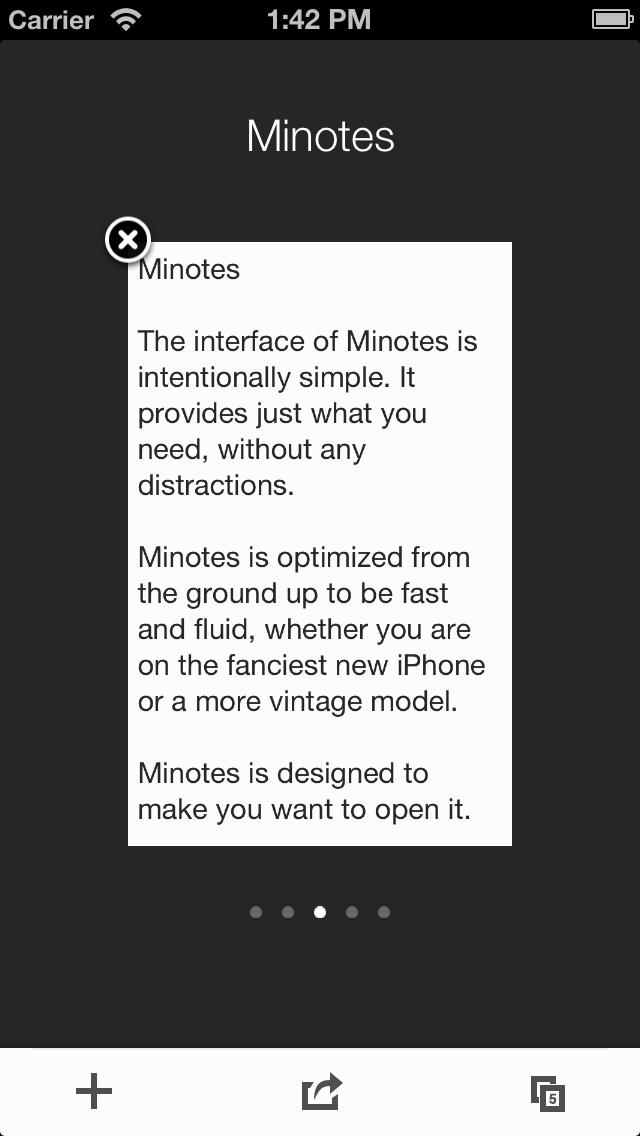 Carrier 1:42 PM
Minotes
Minotes
The interface of Minotes is
intentionally simple. It
provides just what you
need, without any
distractions.
Minotes is optimized from
the ground up to be fast
and fluid, whether you are
on the fanciest new iPhone
or a more vintage model.
Minotes is designed to
make you want to open it.
5